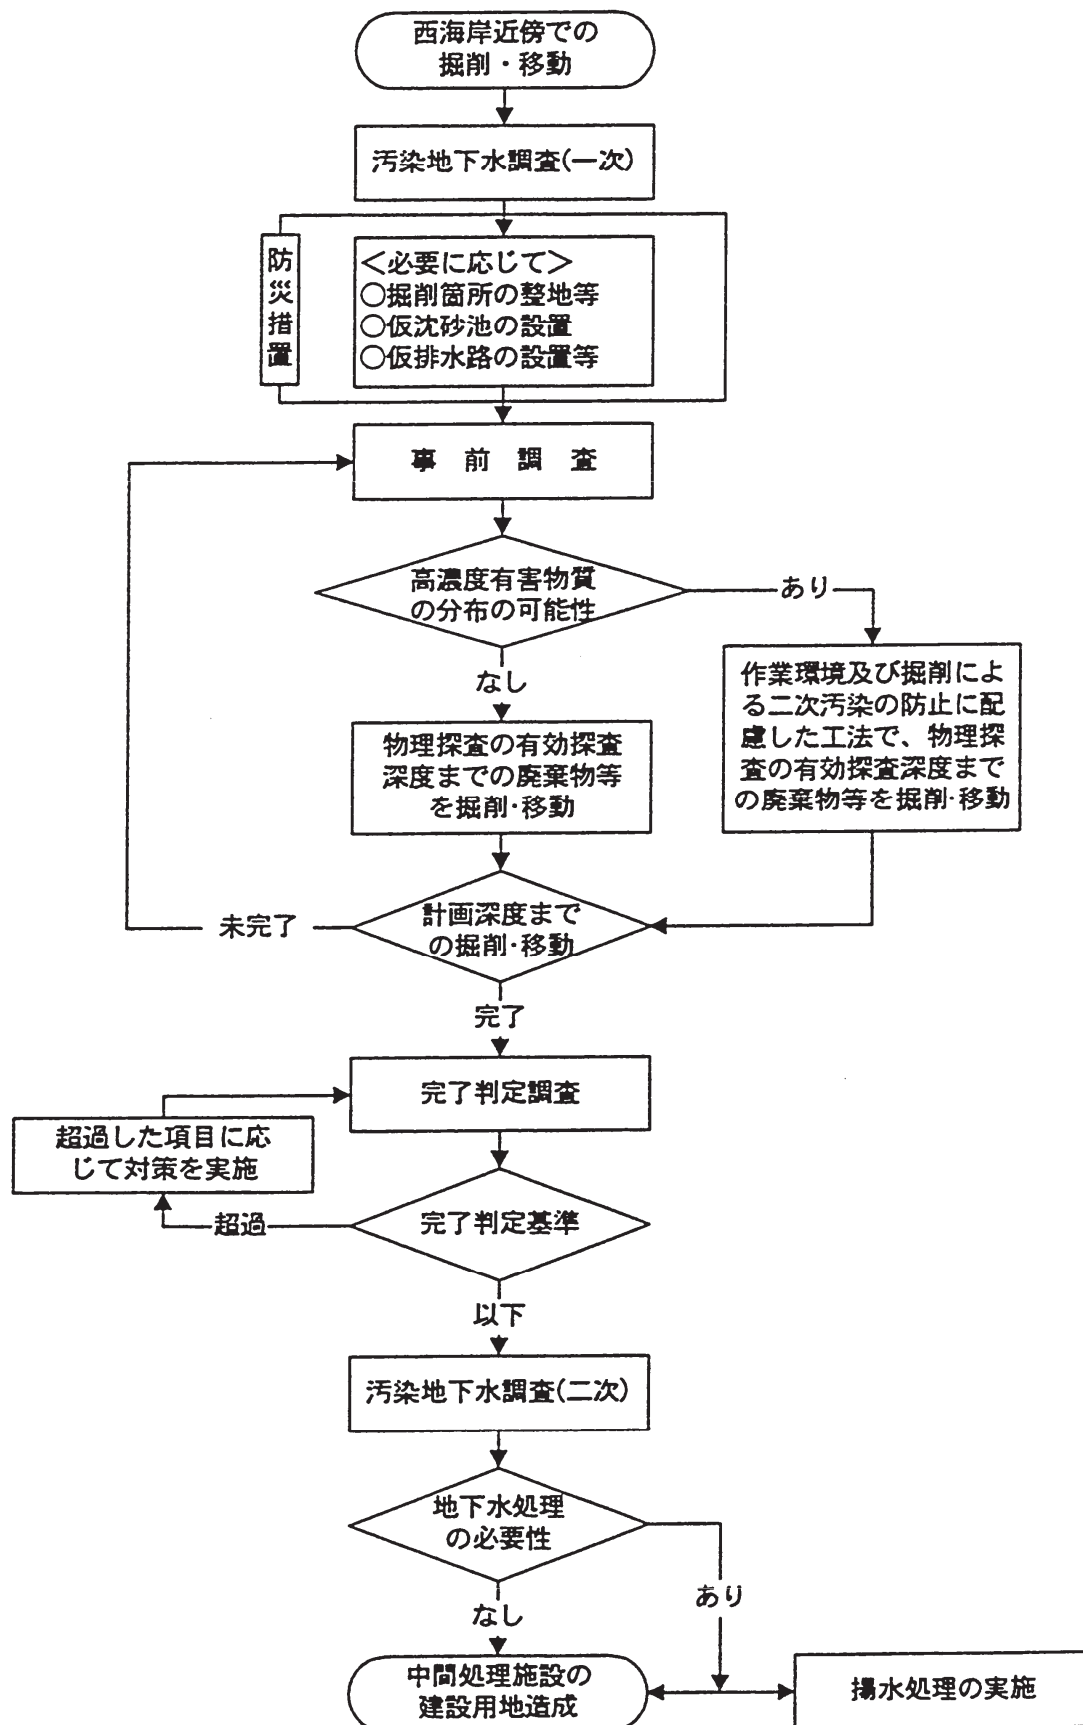 西海岸近傍での
掘削・移動
汚染地下水調査(一次)
防災措置
＜必要に応じて＞
○掘削箇所の整地等
○仮沈砂池の設置
○仮排水路の設置等
事前調査
高濃度有害物質
の分布の可能性
あり
なし
作業環境及び掘削によ
る二次汚染の防止に配
慮した工法で、物理探
査の有効探査深度まで
の廃棄物等を掘削･移動
物理探査の有効探査
深度までの廃棄物等
を掘削･移動
計画深度まで
の掘削･移動
未完了
完了
完了判定調査
超過した項目に応
じて対策を実施
完了判定基準
超過
以下
汚染地下水調査(二次)
地下水処理
の必要性
あり
なし
中間処理施設の
建設用地造成
揚水処理の実施